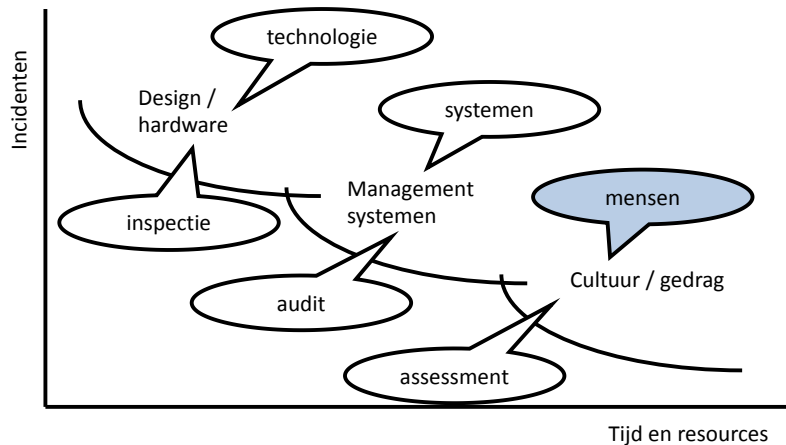 technologie
Incidenten
Design /
hardware
systemen
Management
systemen
mensen
inspectie
Cultuur / gedrag
audit
assessment
Tijd en resources